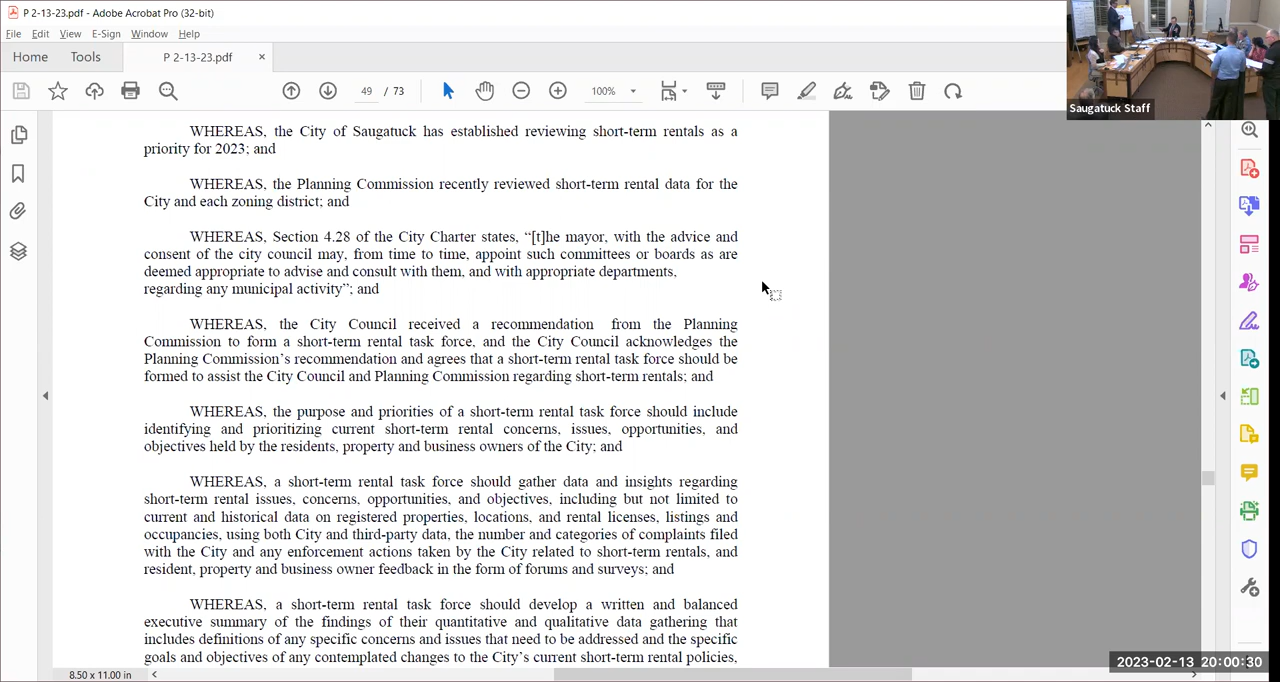 P 2-13-23.pdf - Adobe Acrobat Pro (32-bit)
File Edit View E-Sign Window Help
Home Tools P 2-13-23.pdf ×
49 / 73 100%
Saugatuck Staff
WHEREAS, the City of Saugatuck has established reviewing short-term rentals as a
priority for 2023; and
WHEREAS, the Planning Commission recently reviewed short-term rental data for the
City and each zoning district; and
WHEREAS, Section 4.28 of the City Charter states, “[t]he mayor, with the advice and
consent of the city council may, from time to time, appoint such committees or boards as are
deemed appropriate to advise and consult with them, and with appropriate departments,
regarding any municipal activity”; and
WHEREAS, the City Council received a recommendation from the Planning
Commission to form a short-term rental task force, and the City Council acknowledges the
Planning Commission’s recommendation and agrees that a short-term rental task force should be
formed to assist the City Council and Planning Commission regarding short-term rentals; and
WHEREAS, the purpose and priorities of a short-term rental task force should include
identifying and prioritizing current short-term rental concerns, issues, opportunities, and
objectives held by the residents, property and business owners of the City; and
WHEREAS, a short-term rental task force should gather data and insights regarding
short-term rental issues, concerns, opportunities, and objectives, including but not limited to
current and historical data on registered properties, locations, and rental licenses, listings and
occupancies, using both City and third-party data, the number and categories of complaints filed
with the City and any enforcement actions taken by the City related to short-term rentals, and
resident, property and business owner feedback in the form of forums and surveys; and
WHEREAS, a short-term rental task force should develop a written and balanced
executive summary of the findings of their quantitative and qualitative data gathering that
includes definitions of any specific concerns and issues that need to be addressed and the specific
goals and objectives of any contemplated changes to the City’s current short-term rental policies,
8.50 x 11.00 in
2023-02-13 20:00:30